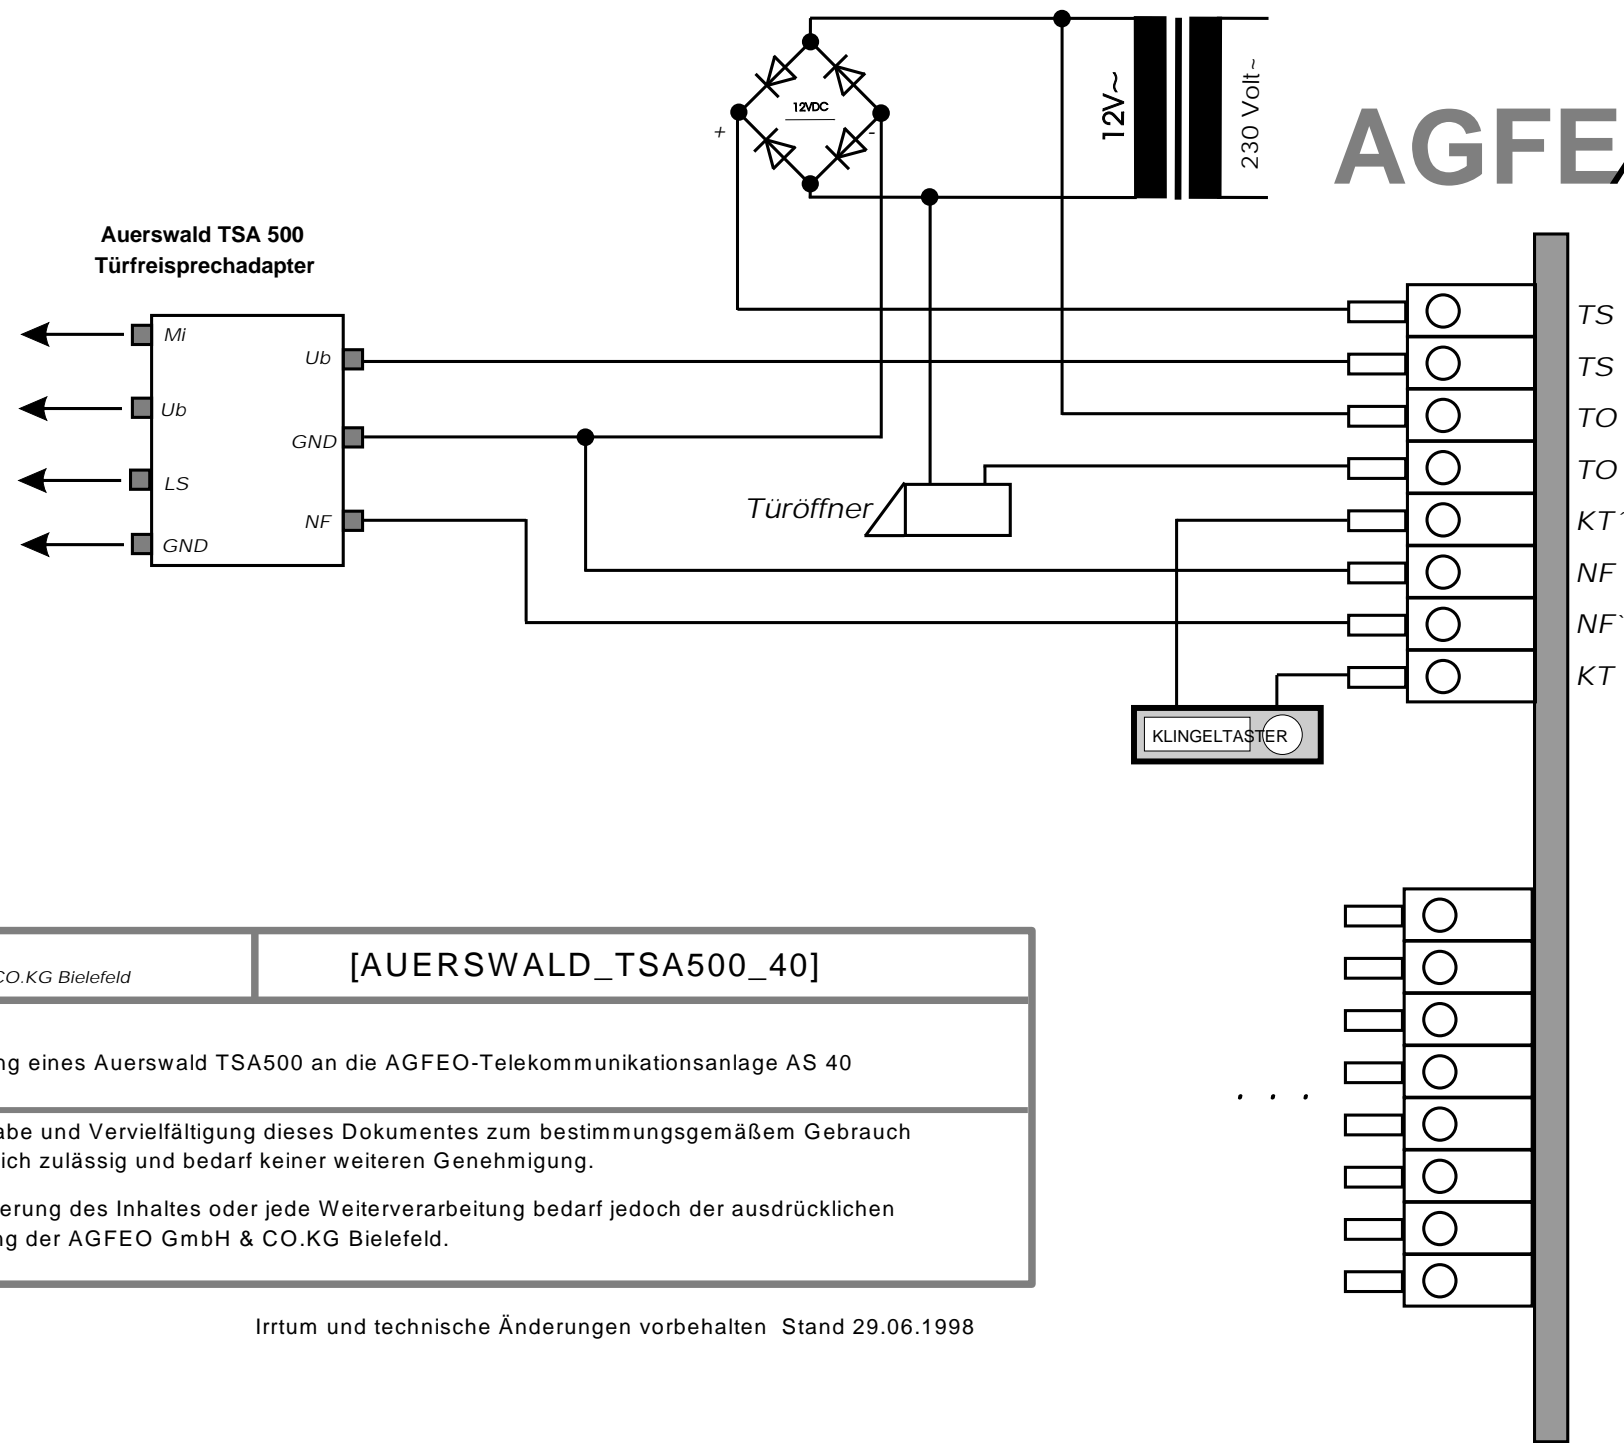 12VDC
+
-
12V~
230 Volt~
AGFE
Auerswald TSA 500
Türfreisprechadapter
Mi
Ub
LS
GND
Ub
GND
NF
Türöffner
KLINGELTASTER
TS
TS
TO
TO
KT`
NF
NF`
KT
. . .
CO.KG Bielefeld
[AUERSWALD_TSA500_40]
ng eines Auerswald TSA500 an die AGFEO-Telekommunikationsanlage AS 40
abe und Vervielfältigung dieses Dokumentes zum bestimmungsgemäßem Gebrauch
ich zulässig und bedarf keiner weiteren Genehmigung.
erung des Inhaltes oder jede Weiterverarbeitung bedarf jedoch der ausdrücklichen
ng der AGFEO GmbH & CO.KG Bielefeld.
Irrtum und technische Änderungen vorbehalten Stand 29.06.1998